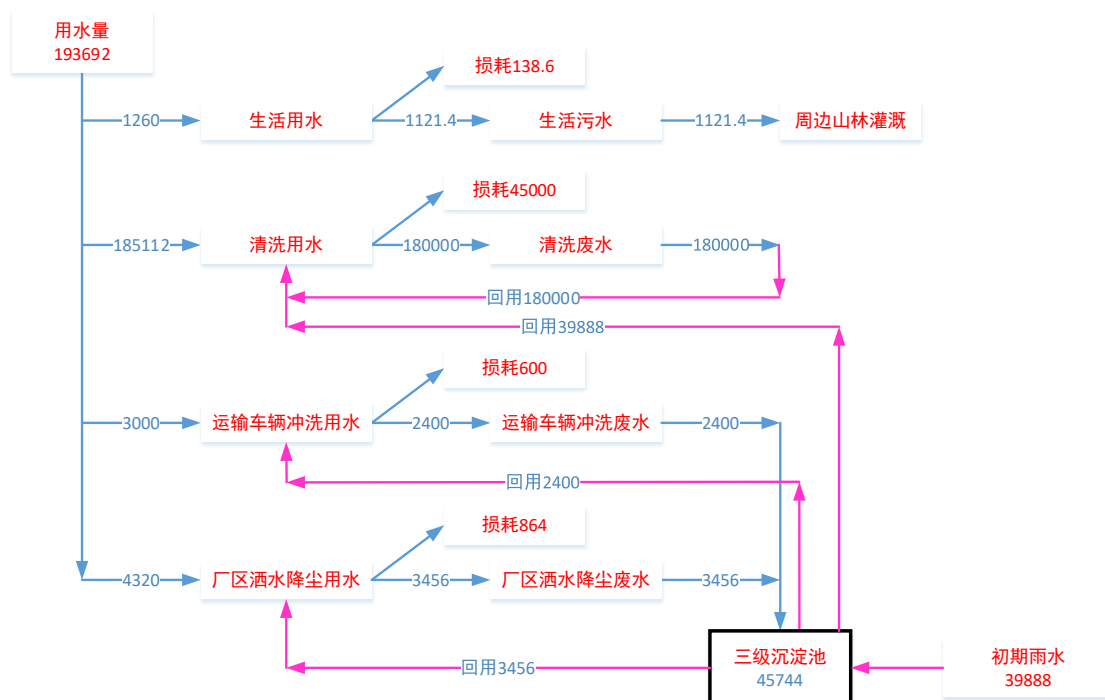 用水量
193692
损耗138.6
1260
生活用水
1121.4
生活污水
1121.4
周边山林灌溉
损耗45000
185112
清洗用水
180000
清洗废水
180000
回用180000
回用39888
损耗600
3000
运输车辆冲洗用水
2400
运输车辆冲洗废水
2400
回用2400
损耗864
4320
厂区洒水降尘用水
3456
厂区洒水降尘废水
3456
回用3456
三级沉淀池
45744
初期雨水
39888